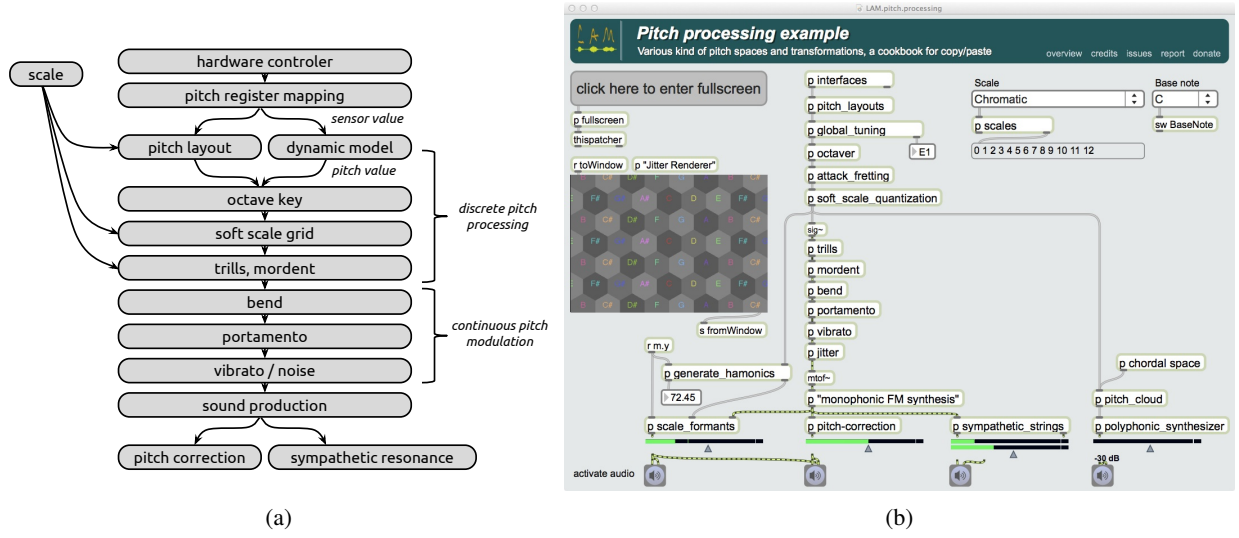 hardware controler
scale
pitch register mapping
sensor value
pitch layout
dynamic model
pitch value
octave key
soft scale grid
trills, mordent
discrete pitch
processing
bend
portamento
vibrato / noise
continuous pitch
modulation
sound production
pitch correction
sympathetic resonance
(a)
LAM.pitch.processing
LAM
Pitch processing example
Various kind of pitch spaces and transformations, a cookbook for copy/paste
overview credits issues report donate
click here to enter fullscreen
p fullscreen
thispatcher
r toWindow
p "Jitter Renderer"
s fromWindow
r m.y
p generate_hamonics
72.45
p interfaces
p pitch_layouts
p global_tuning
E1
p octaver
p attack_fretting
p soft_scale_quantization
sig~
p trills
p mordent
p bend
p portamento
p vibrato
p jitter
mtof~
p "monophonic FM synthesis"
Scale
Chromatic
p scales
0 1 2 3 4 5 6 7 8 9 10 11 12
Base note
C
sw BaseNote
p chordal space
p pitch_cloud
p scale_formants
p pitch-correction
p sympathetic_strings
p polyphonic_synthesizer
-30 dB
activate audio
(b)